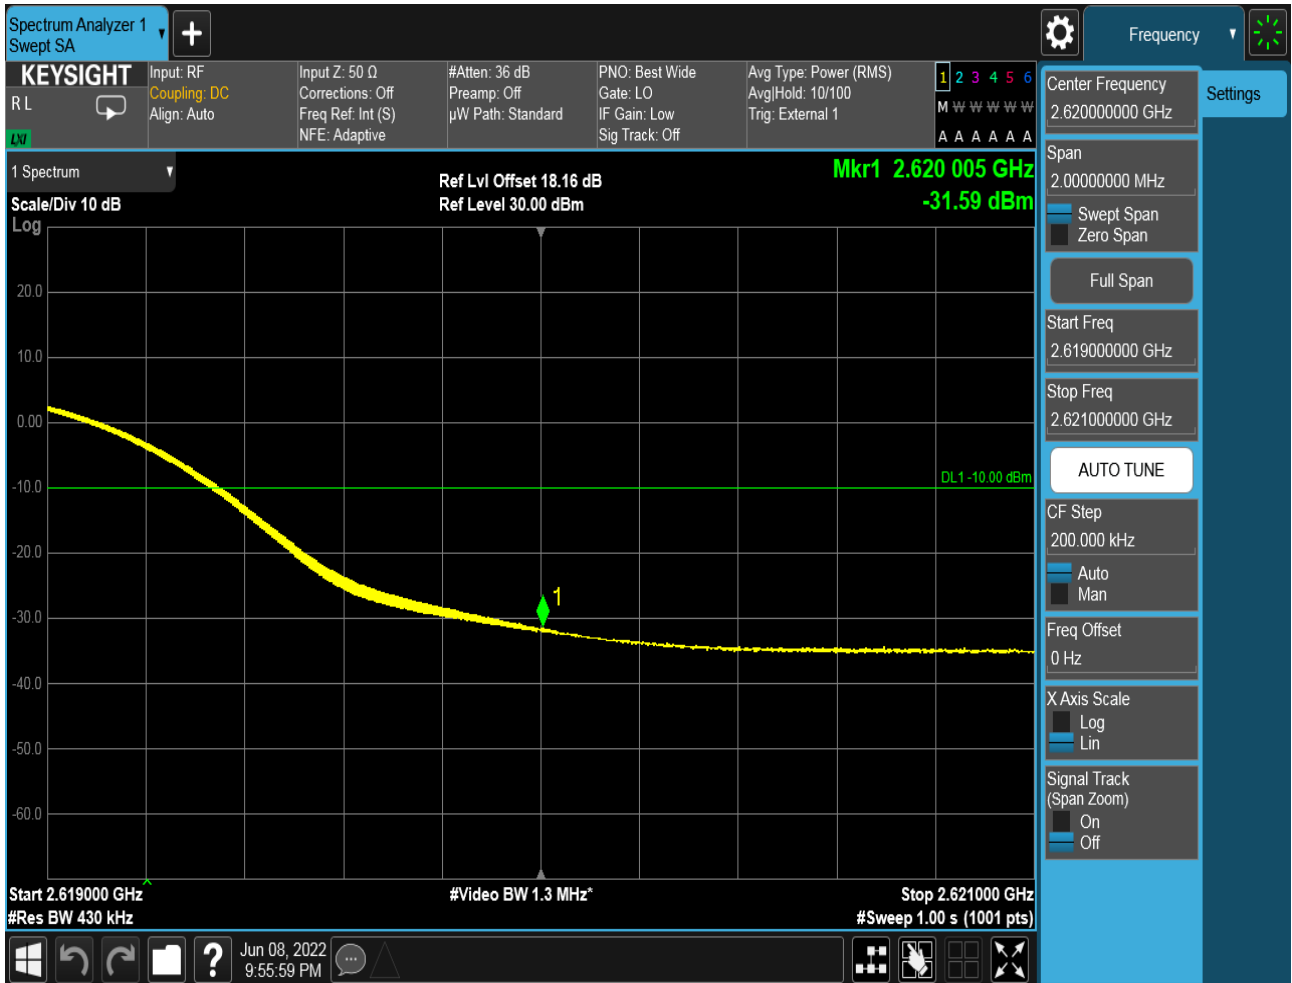 Spectrum Analyzer 1
Swept SA
Frequency
KEYSIGHT
R L
LXI
Input: RF
Coupling: DC
Align: Auto
Input Z: 50 Ω
Corrections: Off
Freq Ref: Int (S)
NFE: Adaptive
#Atten: 36 dB
Preamp: Off
µW Path: Standard
PNO: Best Wide
Gate: LO
IF Gain: Low
Sig Track: Off
Avg Type: Power (RMS)
Avg|Hold: 10/100
Trig: External 1
1 2 3 4 5 6
M W W W W W
A A A A A A
1 Spectrum
Scale/Div 10 dB
Log
Ref Lvl Offset 18.16 dB
Ref Level 30.00 dBm
Mkr1 2.620 005 GHz
-31.59 dBm
20.0
10.0
0.00
-10.0
-20.0
-30.0
-40.0
-50.0
-60.0
DL1 -10.00 dBm
1
Start 2.619000 GHz
#Res BW 430 kHz
#Video BW 1.3 MHz*
Stop 2.621000 GHz
#Sweep 1.00 s (1001 pts)
Jun 08, 2022
9:55:59 PM
?
Center Frequency
2.620000000 GHz
Settings
Span
2.00000000 MHz
Swept Span
Zero Span
Full Span
Start Freq
2.619000000 GHz
Stop Freq
2.621000000 GHz
AUTO TUNE
CF Step
200.000 kHz
Auto
Man
Freq Offset
0 Hz
X Axis Scale
Log
Lin
Signal Track
(Span Zoom)
On
Off